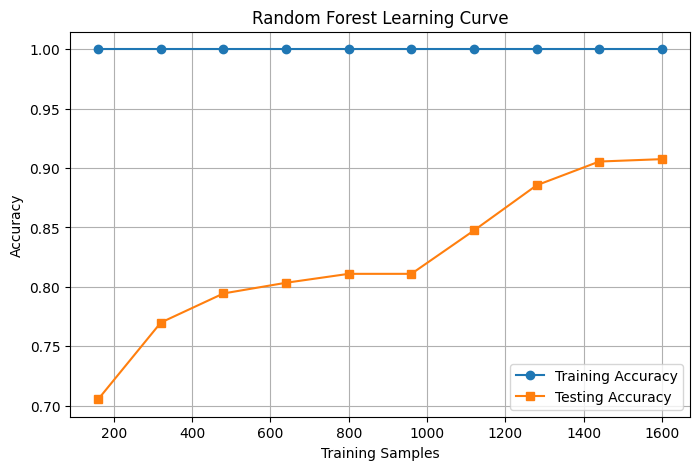 Random Forest Learning Curve
1.00
0.95
0.90
0.85
0.80
0.75
0.70
Accuracy
200 400 600 800 1000 1200 1400 1600
Training Samples
Training Accuracy
Testing Accuracy